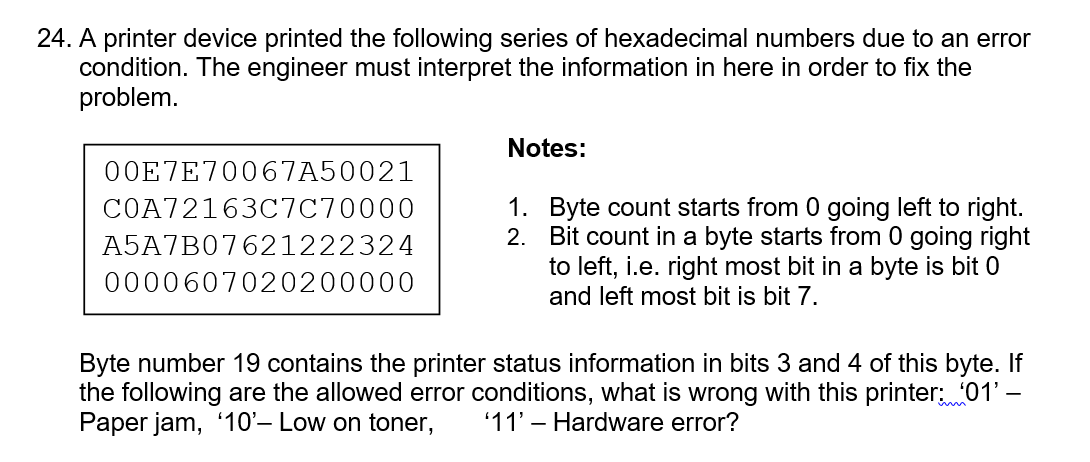 24. A printer device printed the following series of hexadecimal numbers due to an error
condition. The engineer must interpret the information in here in order to fix the
problem.
00E7E70067A50021
C0A72163C7C70000
A5A7B07621222324
0000607020200000
Notes:
1. Byte count starts from 0 going left to right.
2. Bit count in a byte starts from 0 going right
to left, i.e. right most bit in a byte is bit 0
and left most bit is bit 7.
Byte number 19 contains the printer status information in bits 3 and 4 of this byte. If
the following are the allowed error conditions, what is wrong with this printer: ‘01’ –
Paper jam, ‘10’– Low on toner, ‘11’ – Hardware error?